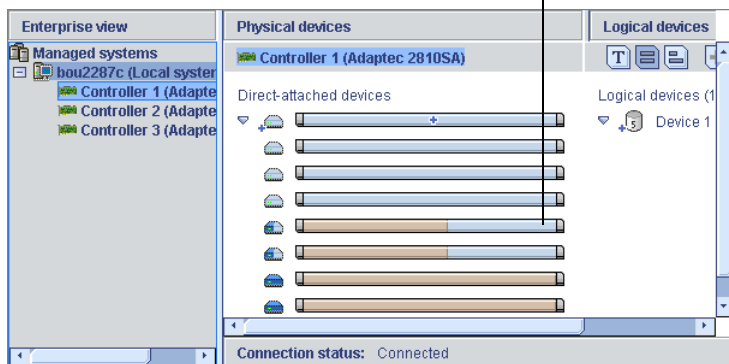 Enterprise view
Physical devices
Logical devices
Managed systems
bou2287c (Local syster
Controller 1 (Adapte
Controller 2 (Adapte
Controller 3 (Adapte
Controller 1 (Adaptec 2810SA)
T
Direct-attached devices
Logical devices (1
5
Device 1
Connection status: Connected